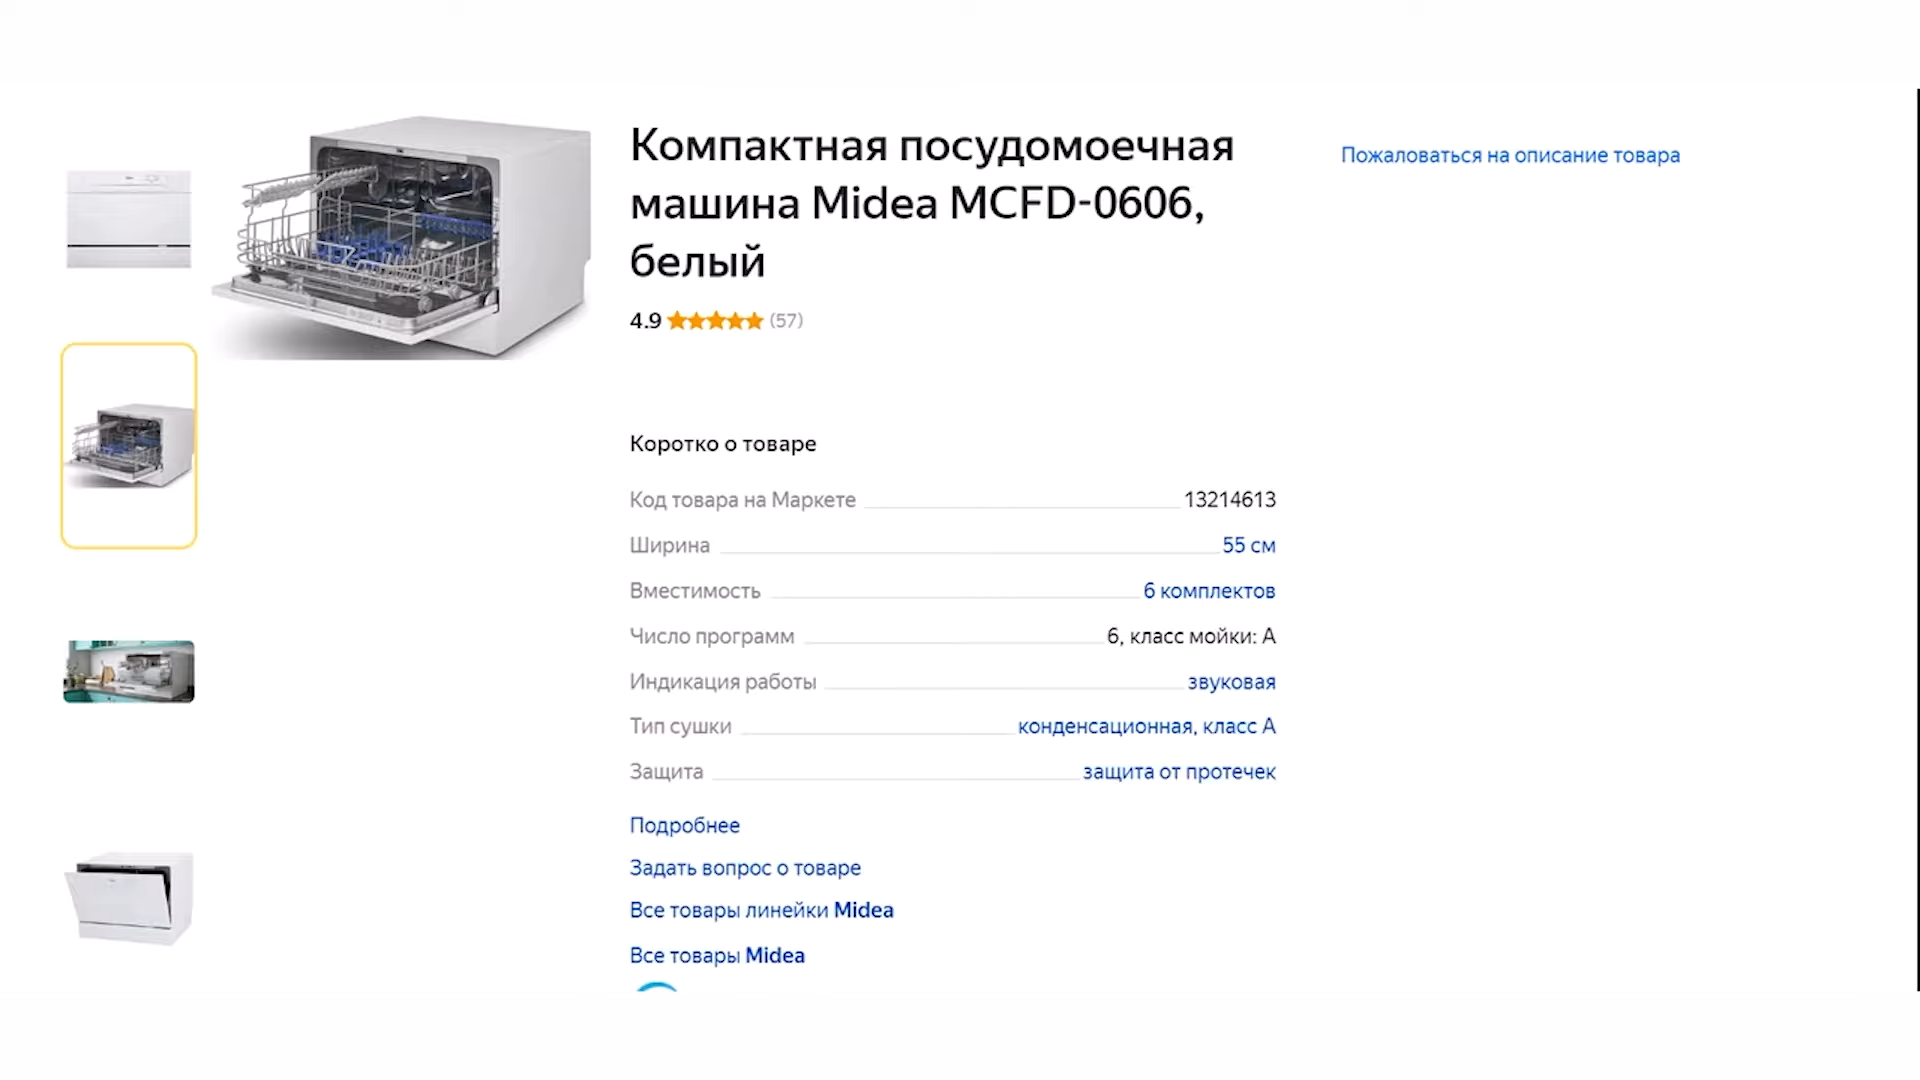 Компактная посудомоечная
машина Midea MCFD-0606,
белый
4.9 (57)
Пожаловаться на описание товара
Коротко о товаре
Код товара на Маркете 13214613
Ширина 55 см
Вместимость 6 комплектов
Число программ 6, класс мойки: A
Индикация работы звуковая
Тип сушки конденсационная, класс A
Защита защита от протечек
Подробнее
Задать вопрос о товаре
Все товары линейки Midea
Все товары Midea